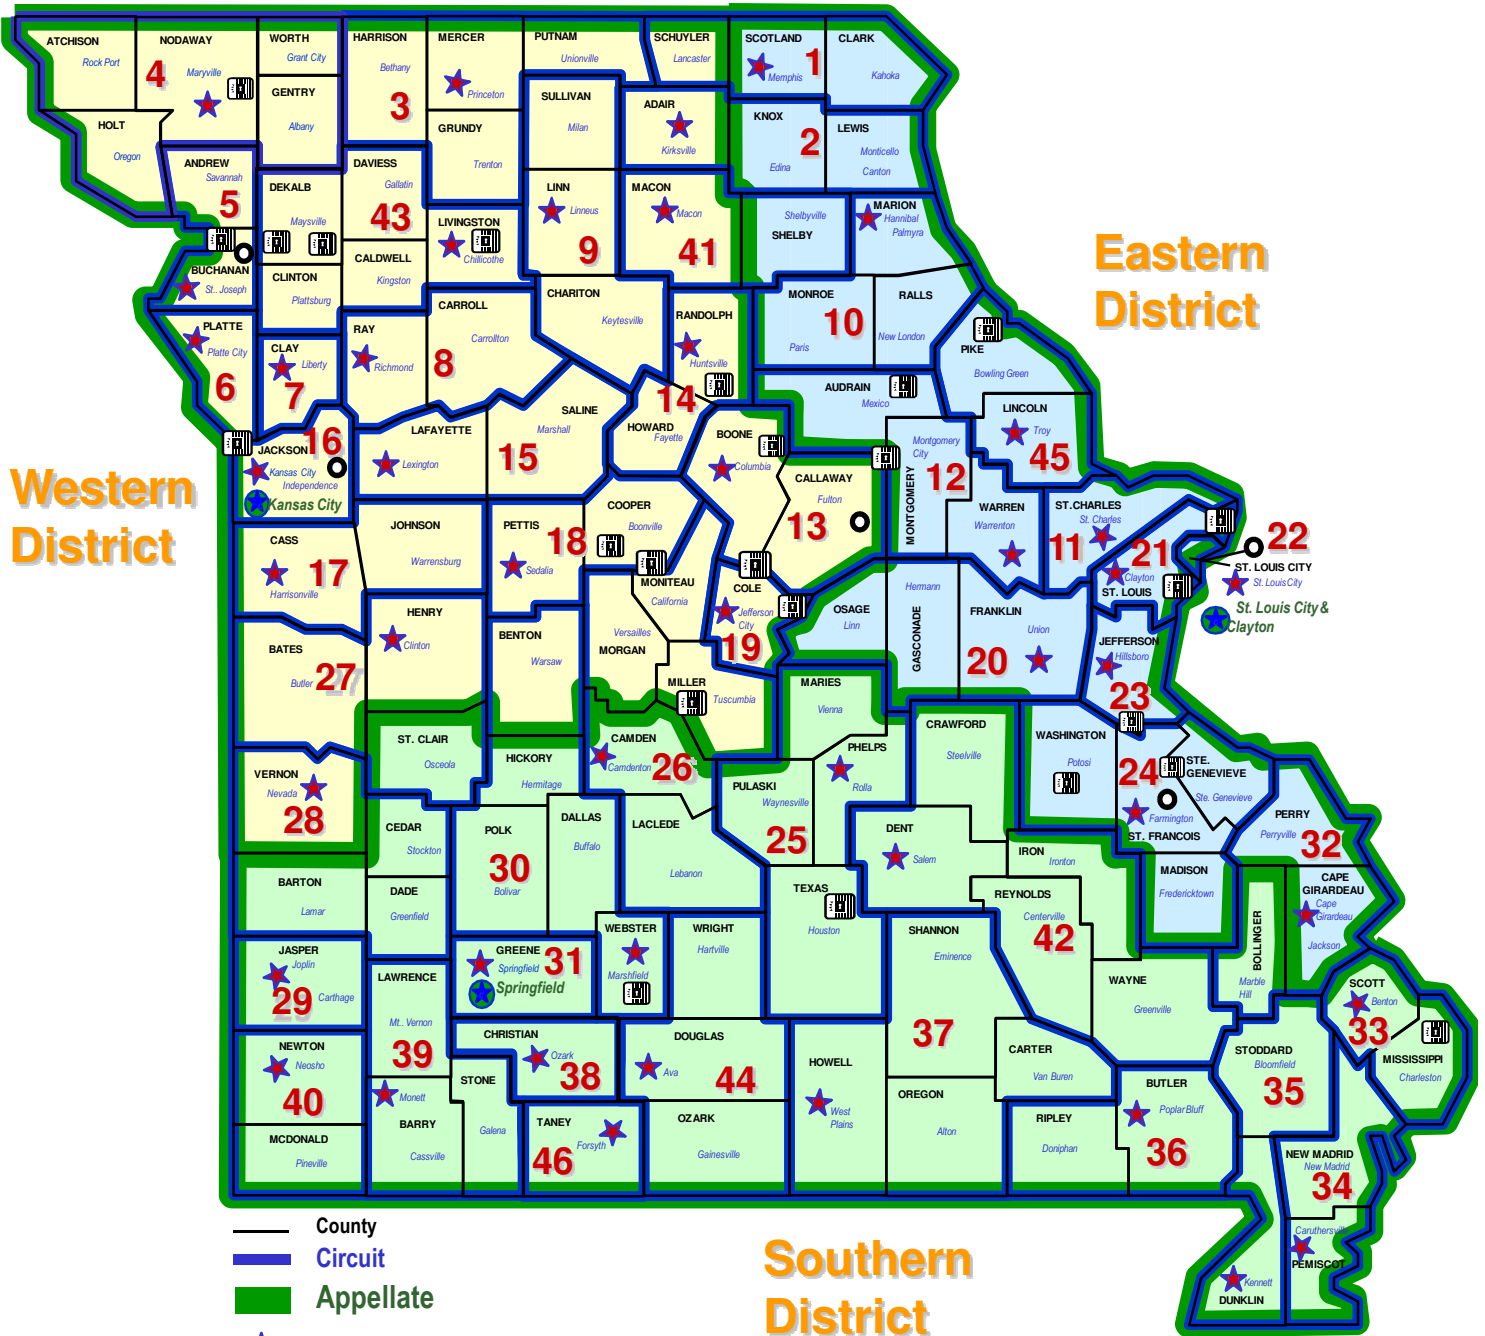 ATCHISON
Rock Port
NODAWAY
Maryville
4
WORTH
Grant City
HARRISON
Bethany
3
MERCER
Princeton
PUTNAM
Unionville
SCHUYLER
Lancaster
SCOTLAND
Memphis
1
CLARK
Kahoka
GENTRY
Albany
HOLT
Oregon
GRUNDY
Trenton
SULLIVAN
Milan
ADAIR
Kirksville
KNOX
Edina
2
LEWIS
Monticello
Canton
ANDREW
Savannah
5
DEKALB
Maysville
DAVIESS
Gallatin
43
LIVINGSTON
Chillicothe
LINN
Linneus
9
MACON
Macon
41
SHELBY
Shelbyville
MARION
Hannibal
Palmyra
Eastern
District
BUCHANAN
St.. Joseph
CLINTON
Plattsburg
CALDWELL
Kingston
CARROLL
Carrollton
8
CHARITON
Keytesville
RANDOLPH
Huntsville
14
MONROE
Paris
10
RALLS
New London
PIKE
Bowling Green
PLATTE
Platte City
6
CLAY
Liberty
7
RAY
Richmond
AUDRAIN
Mexico
LINCOLN
Troy
45
JACKSON
Kansas City
Independence
Kansas City
16
LAFAYETTE
Lexington
SALINE
Marshall
15
HOWARD
Fayette
BOONE
Columbia
CALLAWAY
Fulton
13
MONTGOMERY
Montgomery
City
12
WARREN
Warrenton
ST.CHARLES
St. Charles
11
21
Clayton
ST. LOUIS
22
ST. LOUIS CITY
St. LouisCity
St. Louis City &
Clayton
Western
District
CASS
Harrisonville
17
JOHNSON
Warrensburg
PETTIS
Sedalia
18
COOPER
Boonville
MONITEAU
California
COLE
Jefferson
City
19
OSAGE
Linn
GASCONADE
Hermann
FRANKLIN
Union
20
JEFFERSON
Hillsboro
23
BATES
Butler
27
HENRY
Clinton
BENTON
Warsaw
MORGAN
Versailles
MILLER
Tuscumbia
MARIES
Vienna
VERNON
Nevada
28
ST. CLAIR
Osceola
HICKORY
Hermitage
CAMDEN
Camdenton
26
PULASKI
Waynesville
25
PHELPS
Rolla
CRAWFORD
Steelville
WASHINGTON
Potosi
24
Farmington
ST. FRANCOIS
STE.
GENEVIEVE
Ste. Genevieve
PERRY
Perryville
32
CEDAR
Stockton
POLK
30
Bolivar
DALLAS
Buffalo
LACLEDE
Lebanon
DENT
Salem
IRON
Ironton
MADISON
Fredericktown
BARTON
Lamar
DADE
Greenfield
TEXAS
Houston
REYNOLDS
Centerville
42
BOLLINGER
Marble
Hill
CAPE
GIRARDEAU
Cape
Girardeau
Jackson
JASPER
Joplin
29
Carthage
LAWRENCE
Mt.. Vernon
39
GREENE
Springfield
31
Springfield
WEBSTER
Marshfield
WRIGHT
Hartville
SHANNON
Eminence
37
WAYNE
Greenville
SCOTT
Benton
33
MISSISSIPPI
Charleston
NEWTON
Neosho
40
CHRISTIAN
Ozark
38
DOUGLAS
Ava
44
HOWELL
West
Plains
CARTER
Van Buren
STODDARD
Bloomfield
35
BUTLER
Poplar Bluff
36
MCDONALD
Pineville
Monett
BARRY
Cassville
STONE
Galena
TANEY
Forsyth
46
OZARK
Gainesville
OREGON
Alton
RIPLEY
Doniphan
NEW MADRID
New Madrid
34
Caruthersville
PEMISCOT
Kennett
DUNKLIN
County
Circuit
Appellate
Southern
District